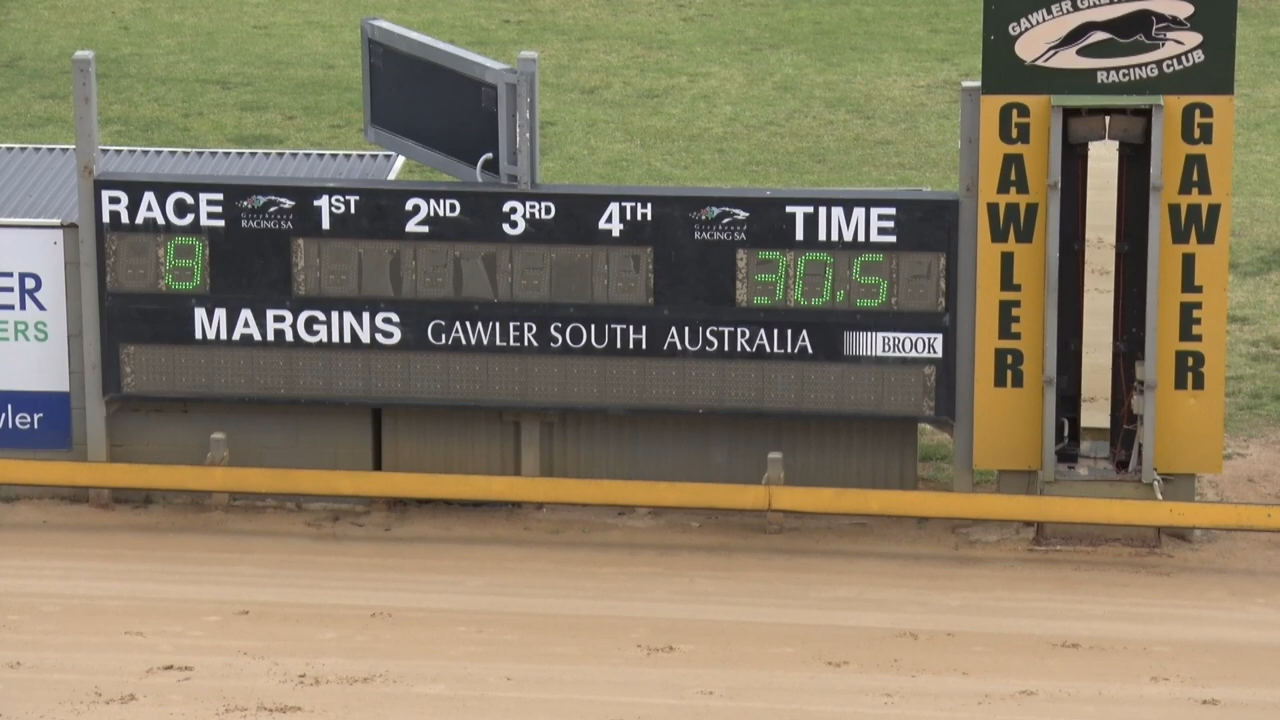 GAWLER
RACING CLUB
GAWLER
GAWLER
RACE
Greyhound
RACING SA
1ST
2ND
3RD
4TH
Greyhound
RACING SA
TIME
8
30.5
MARGINS
GAWLER SOUTH AUSTRALIA
BROOK
ER
ERS
wler